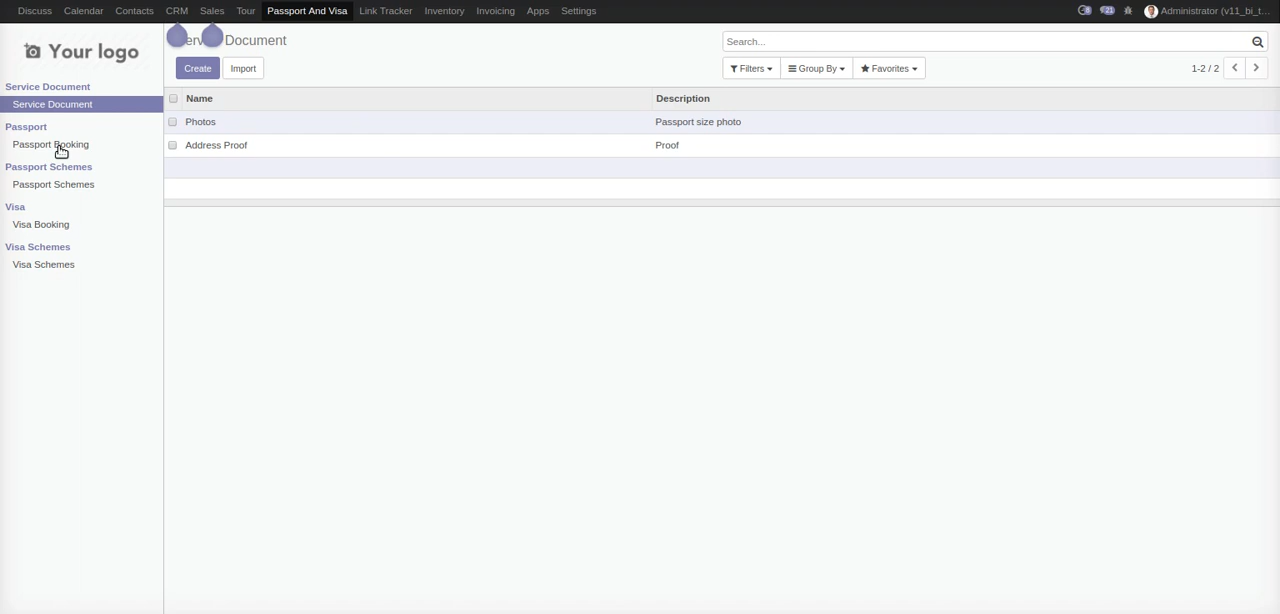 Discuss Calendar Contacts CRM Sales Tour Passport And Visa Link Tracker Inventory Invoicing Apps Settings 21 Administrator (v11_bi_t...
Your logo
Document
Search...
Create Import
Filters Group By Favorites
1-2 / 2
Service Document
Service Document
Passport
Passport Booking
Passport Schemes
Passport Schemes
Visa
Visa Booking
Visa Schemes
Visa Schemes
Name Description
Photos Passport size photo
Address Proof Proof